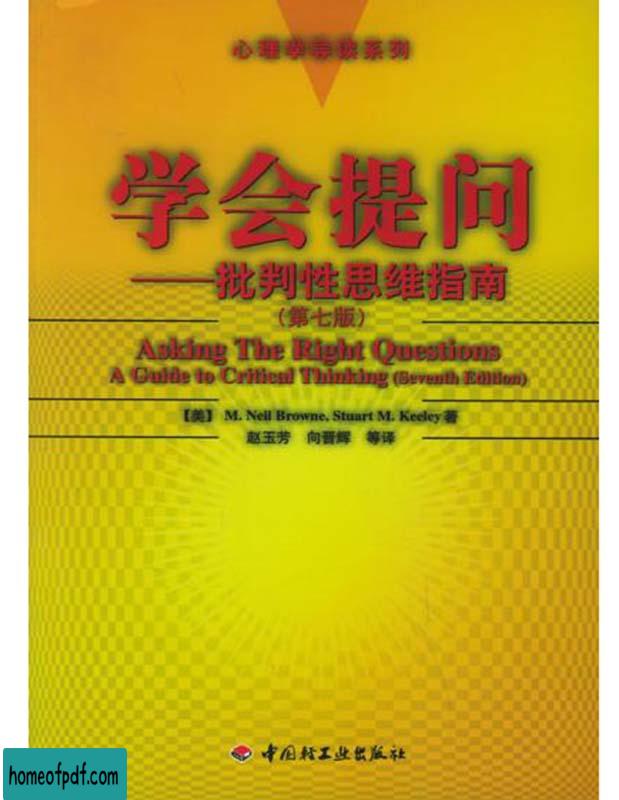 心理学导读系列
学会提问
——批判性思维指南
（第七版）
Asking The Right Questions
A Guide to Critical Thinking (Seventh Edition)
【美】 M. Neil Browne, Stuart M. Keeley 著
赵玉芳 向晋辉 等译
中国轻工业出版社
homeofpdf.com